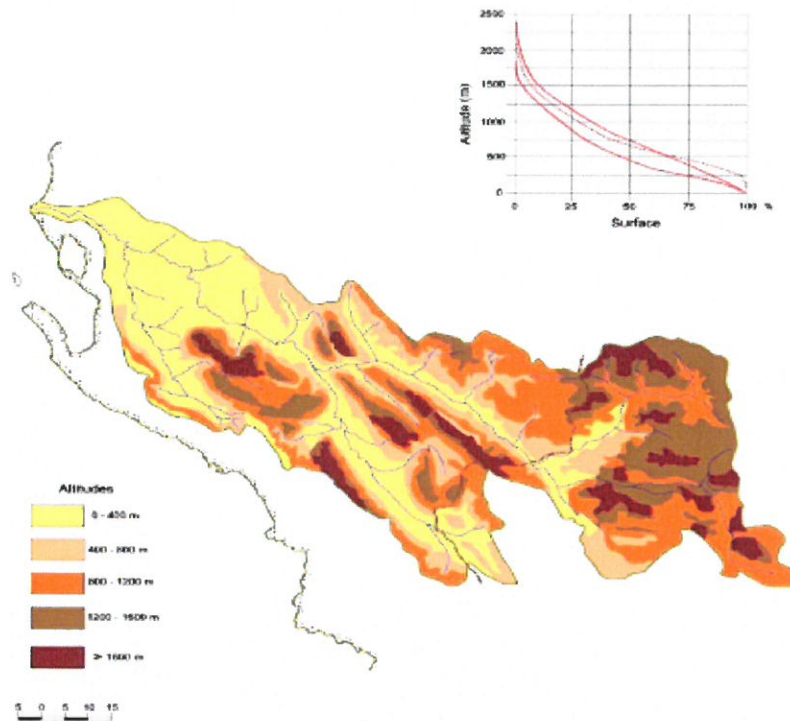 2500
2000
1500
1000
500
0
Altitude (m)
0 25 50 75 100 %
Surface
Altitudes
0 - 400 m
400 - 800 m
800 - 1200 m
1200 - 1600 m
> 1600 m
5 0 5 10 15